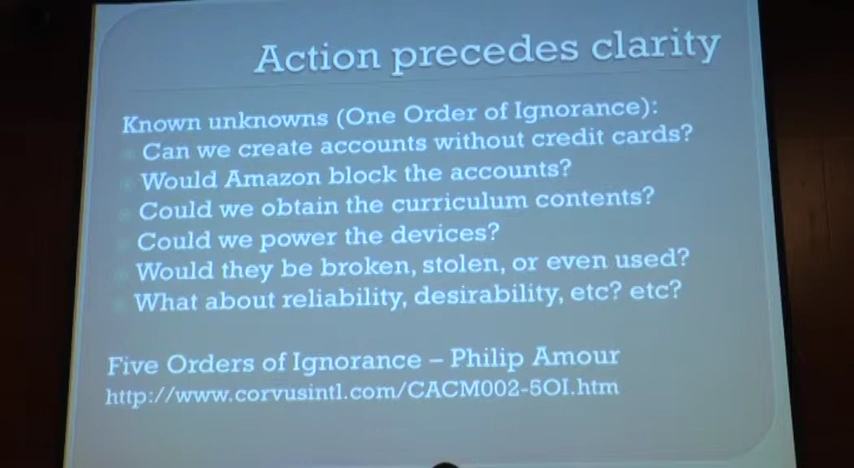 Action precedes clarity
Known unknowns (One Order of Ignorance):
Can we create accounts without credit cards?
Would Amazon block the accounts?
Could we obtain the curriculum contents?
Could we power the devices?
Would they be broken, stolen, or even used?
What about reliability, desirability, etc? etc?
Five Orders of Ignorance – Philip Amour
http://www.corvusintl.com/CACM002-5OI.htm